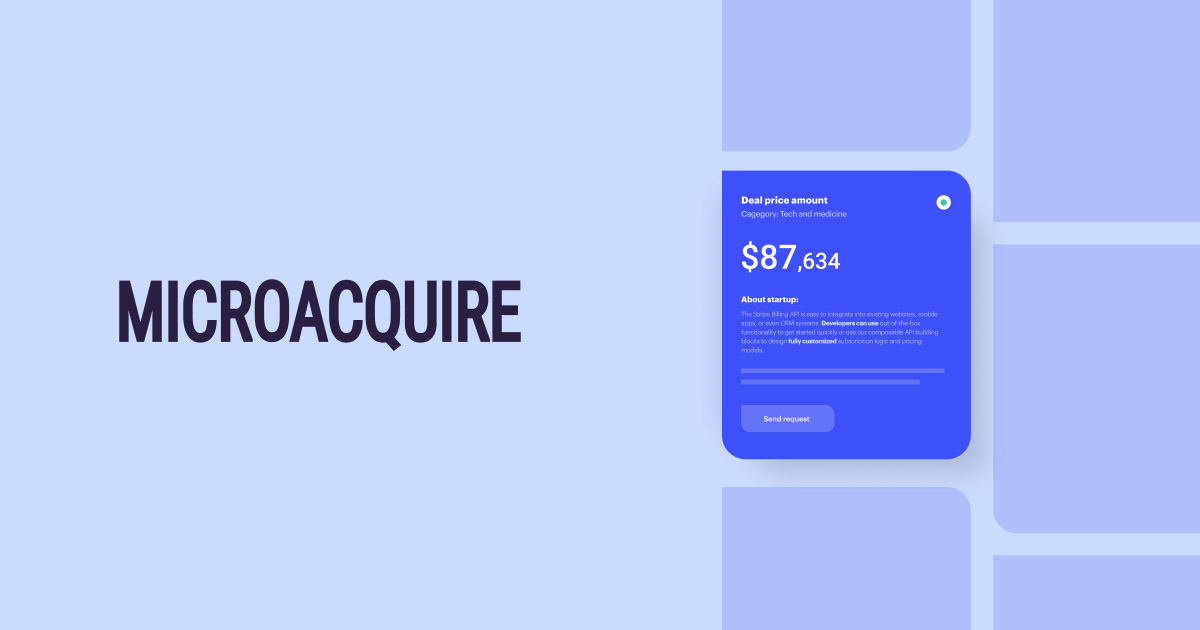 MICROACQUIRE
Deal price amount
Cagegory: Tech and medicine
$87,634
About startup:
The Stripe Billing API is easy to integrate into existing websites, mobile
apps, or even CRM systems. Developers can use out-of-the-box
functionality to get started quickly or use our composable API building
blocks to design fully customized subscription logic and pricing
models.
Send request